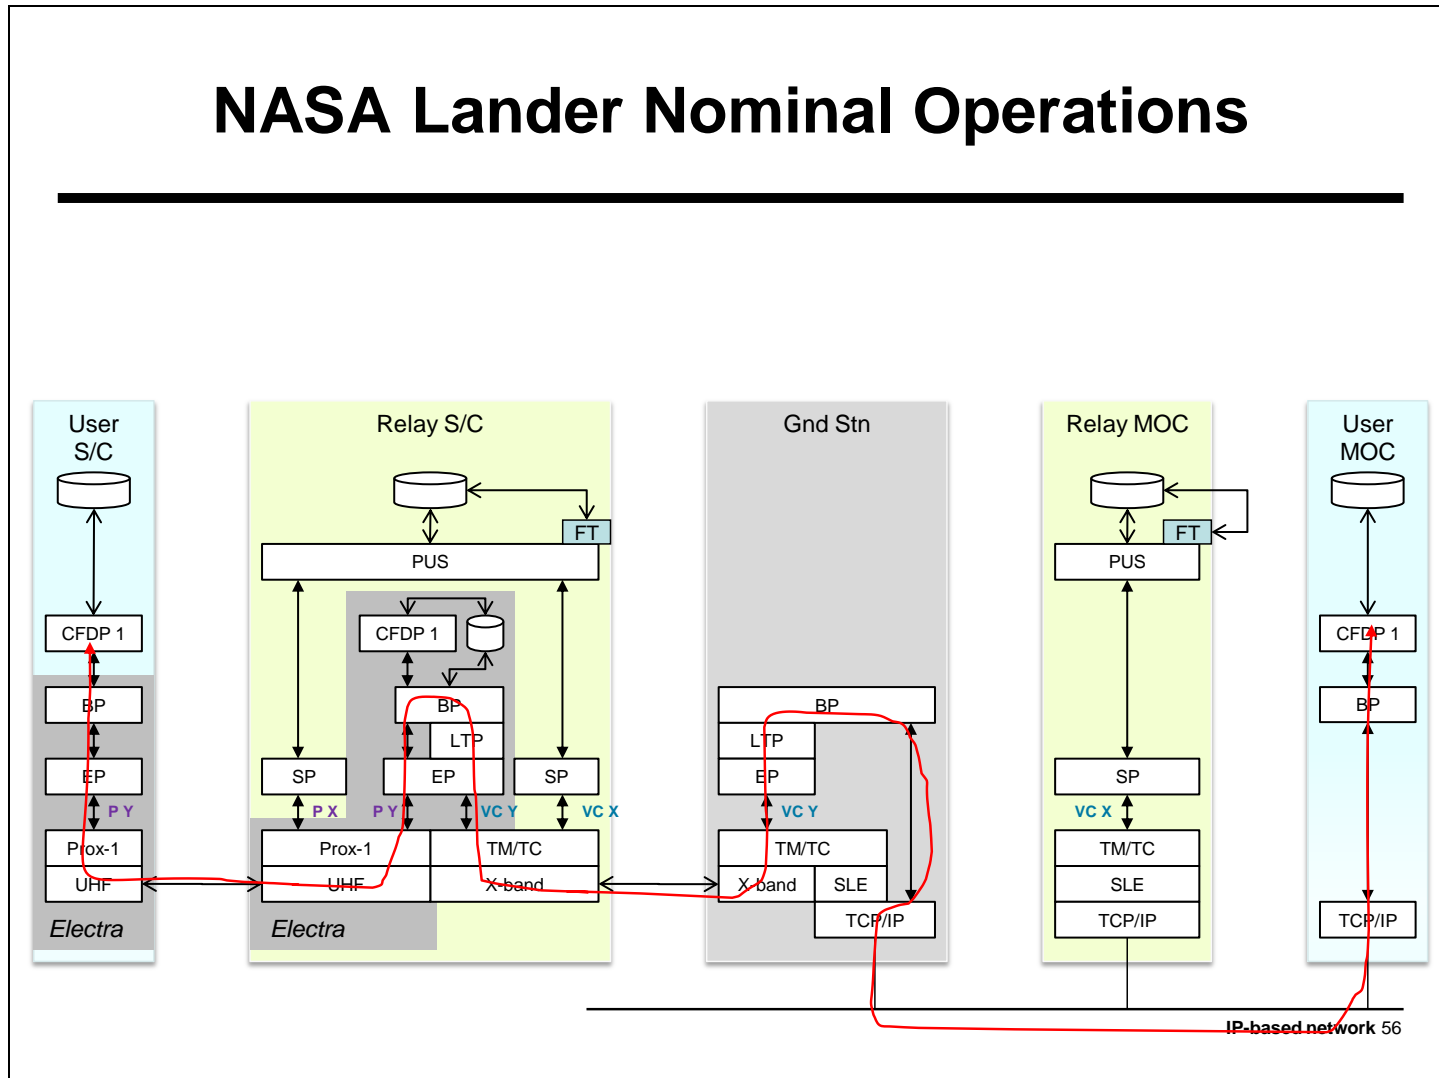 NASA Lander Nominal Operations
User
S/C
CFDP 1
BP
EP
P Y
Prox-1
UHF
Electra
Relay S/C
FT
PUS
CFDP 1
BP
LTP
SP
EP
SP
P X
P Y
VC Y
VC X
Prox-1
TM/TC
UHF
X-band
Electra
Gnd Stn
BP
LTP
EP
VC Y
TM/TC
X-band
SLE
TCP/IP
Relay MOC
FT
PUS
SP
VC X
TM/TC
SLE
TCP/IP
User
MOC
CFDP 1
BP
TCP/IP
IP-based network 56